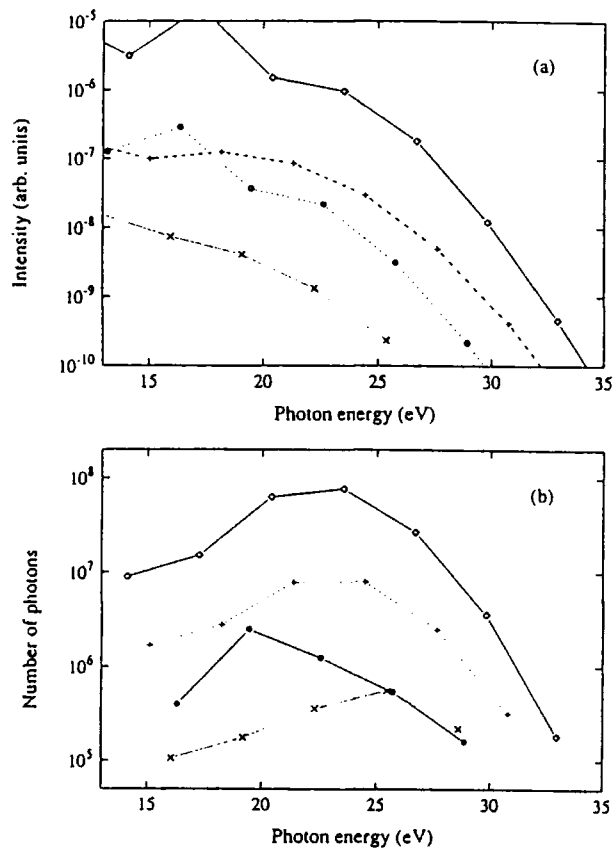 10⁻⁵
10⁻⁶
10⁻⁷
10⁻⁸
10⁻⁹
10⁻¹⁰
Intensity (arb. units)
(a)
15 20 25 30 35
Photon energy (eV)
10⁸
10⁷
10⁶
10⁵
Number of photons
(b)
15 20 25 30 35
Photon energy (eV)